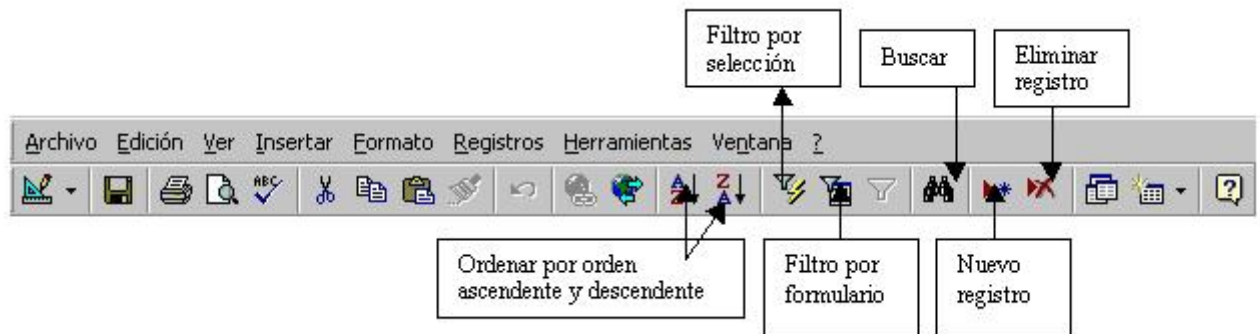 Filtro por
selección
Buscar
Eliminar
registro
Archivo Edición Ver Insertar Formato Registros Herramientas Ventana ?
ABC
A
Z
Z
A
?
Ordenar por orden
ascendente y descendente
Filtro por
formulario
Nuevo
registro